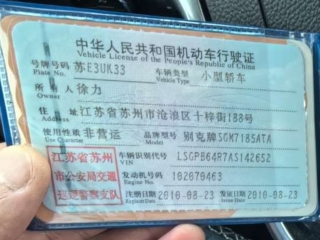 中华人民共和国机动车行驶证
Vehicle License of the People's Republic of China
号牌号码 苏E3UK33 车辆类型 小型轿车
Plate No. Vehicle Type
所有人 徐力
Owner
住址 江苏省苏州市沧浪区十梓街188号
Address
使用性质 非营运 品牌型号 别克牌SGM7185ATA
Use Character Model
江苏省苏州 车辆识别代号 LSGPB64R7AS142652
VIN
市公安局交通 发动机号码 102070463
Engine No.
巡逻警察支队 注册日期 2010-08-23 发证日期 2010-08-23
Register Date Issue Date